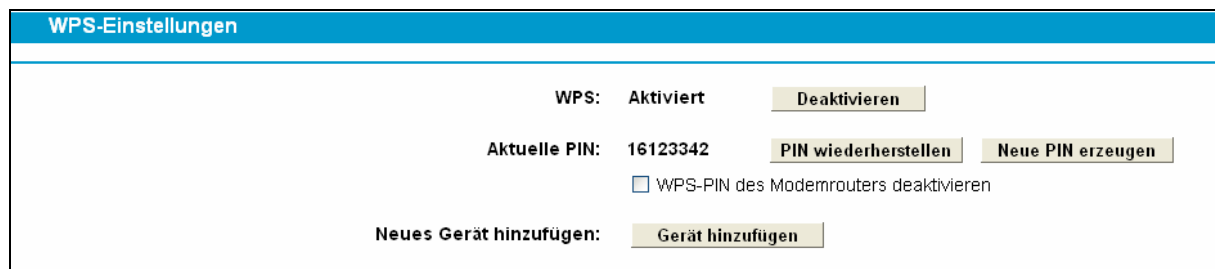 WPS-Einstellungen
WPS: Aktiviert Deaktivieren
Aktuelle PIN: 16123342 PIN wiederherstellen Neue PIN erzeugen
WPS-PIN des Modemrouters deaktivieren
Neues Gerät hinzufügen: Gerät hinzufügen